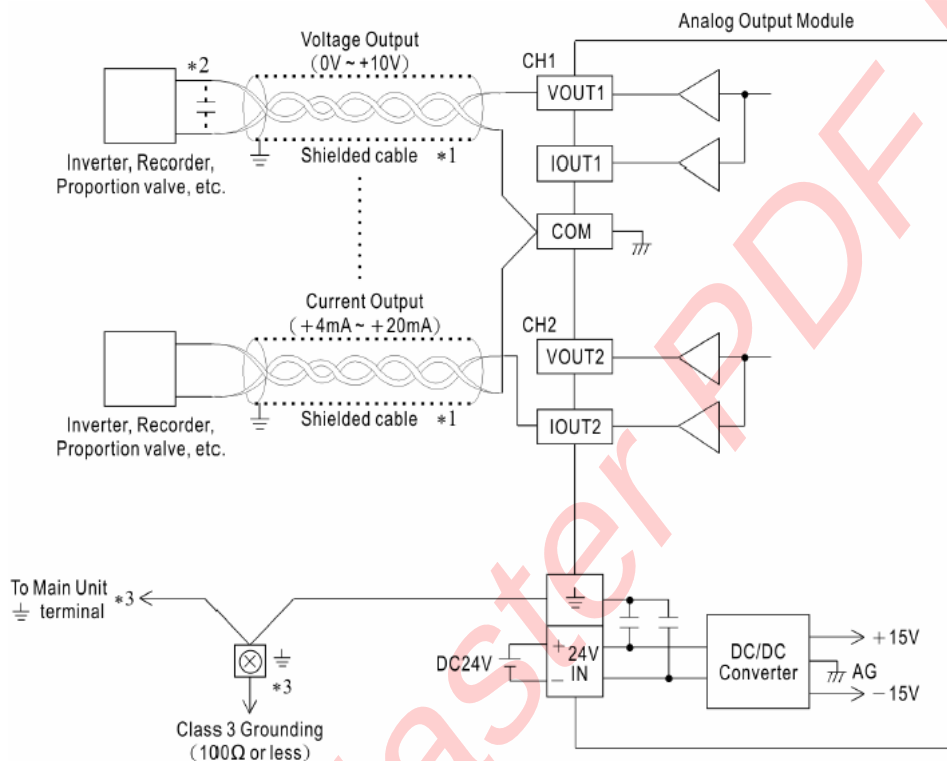 Analog Output Module
Voltage Output
(0V ~ +10V)
CH1
*2
VOUT1
Shielded cable *1
IOUT1
Inverter, Recorder,
Proportion valve, etc.
COM
Current Output
(+4mA ~ +20mA)
CH2
VOUT2
Shielded cable *1
IOUT2
Inverter, Recorder,
Proportion valve, etc.
To Main Unit
terminal *3
*3
DC24V
+ 24V
− IN
DC/DC
Converter
+15V
AG
−15V
Class 3 Grounding
(100Ω or less)
aster PDF